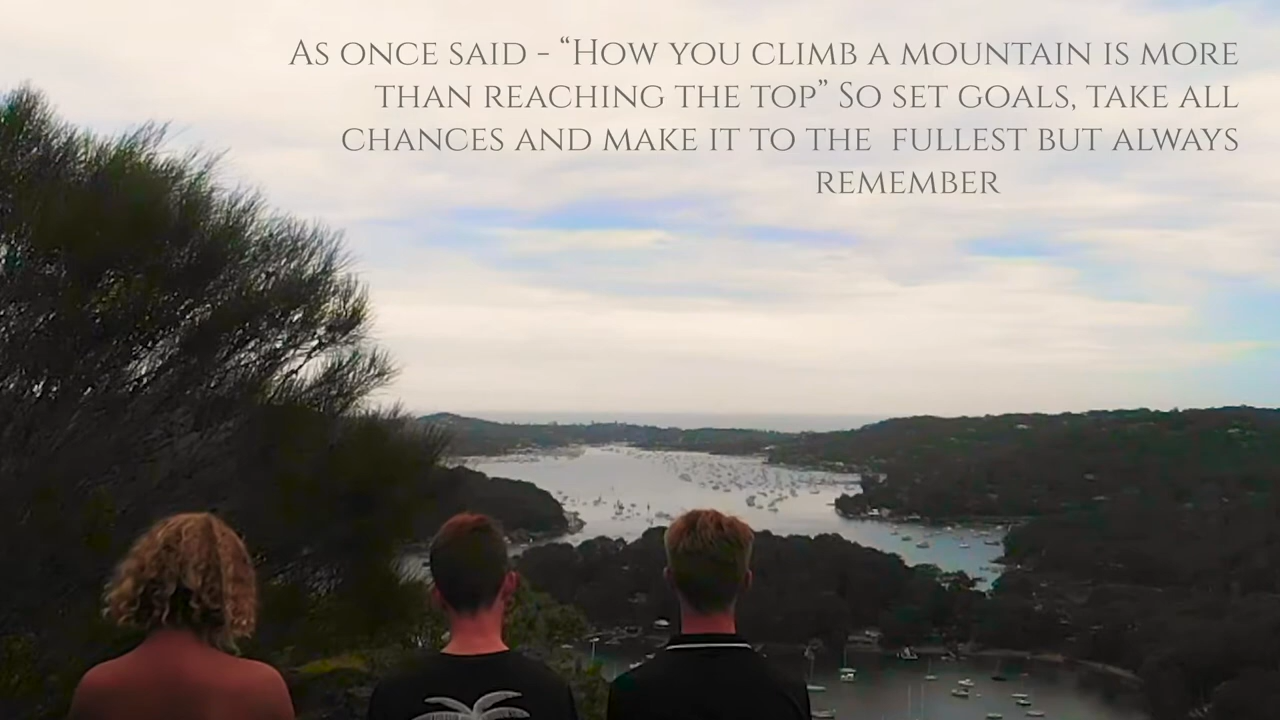 As once said - “How you climb a mountain is more
than reaching the top” So set goals, take all
chances and make it to the  fullest but always
remember